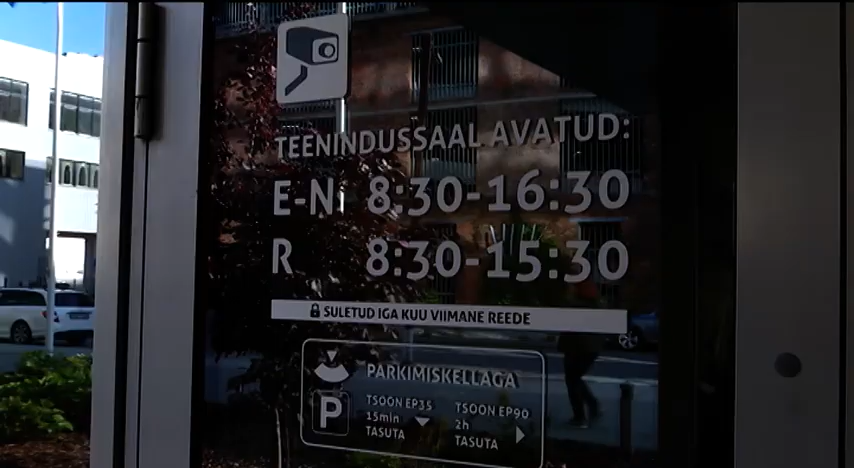 TEENINDUSSAAL AVATUD:
E-N 8:30-16:30
R 8:30-15:30
SULETUD IGA KUU VIIMANE REEDE
PARKIMISKELLAGA
P
TSOON EP35
15min
TASUTA
TSOON EP90
2h
TASUTA